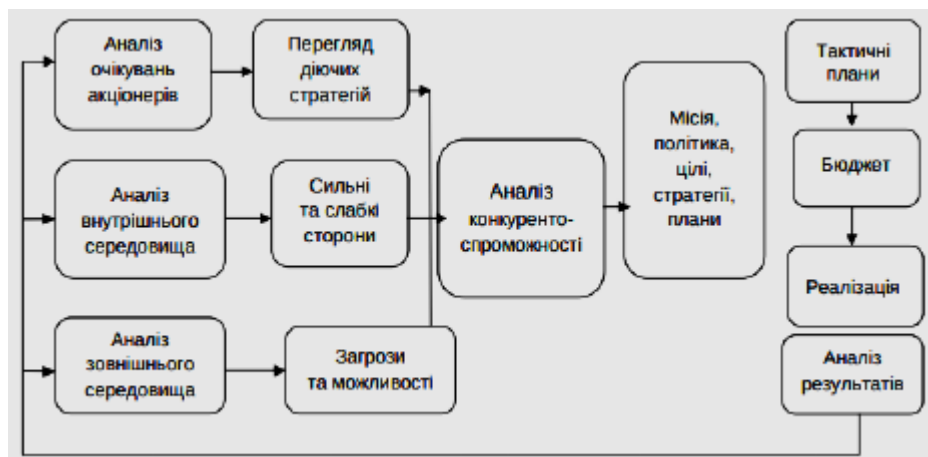 Аналіз
очікувань
акціонерів
Перегляд
діючих
стратегій
Аналіз
внутрішнього
середовища
Сильні
та слабкі
сторони
Аналіз
зовнішнього
середовища
Загрози
та можливості
Аналіз
конкуренто-
спроможності
Місія,
політика,
цілі,
стратегії,
плани
Тактичні
плани
Бюджет
Реалізація
Аналіз
результатів